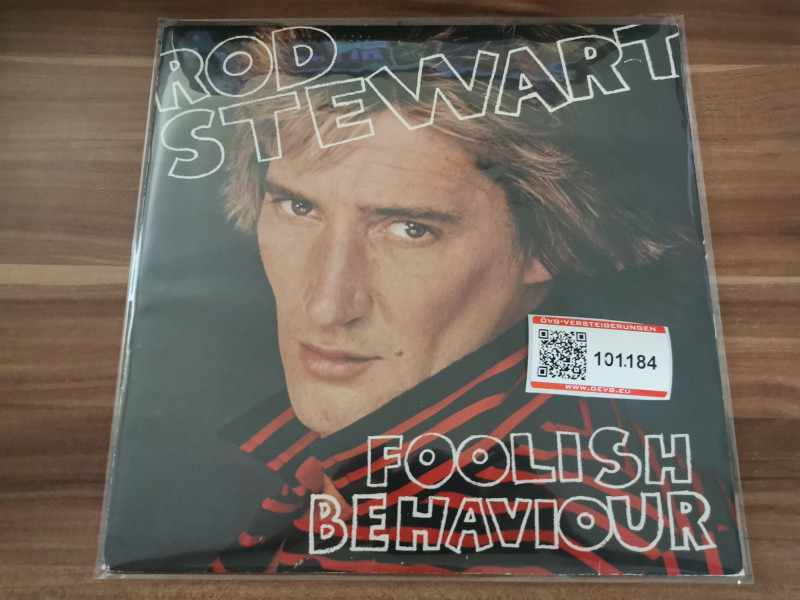 ROD
STEWART
ÖVG-VERSTEIGERUNGEN
101.184
WWW.OEVG.EU
FOOLISH
BEHAVIOUR